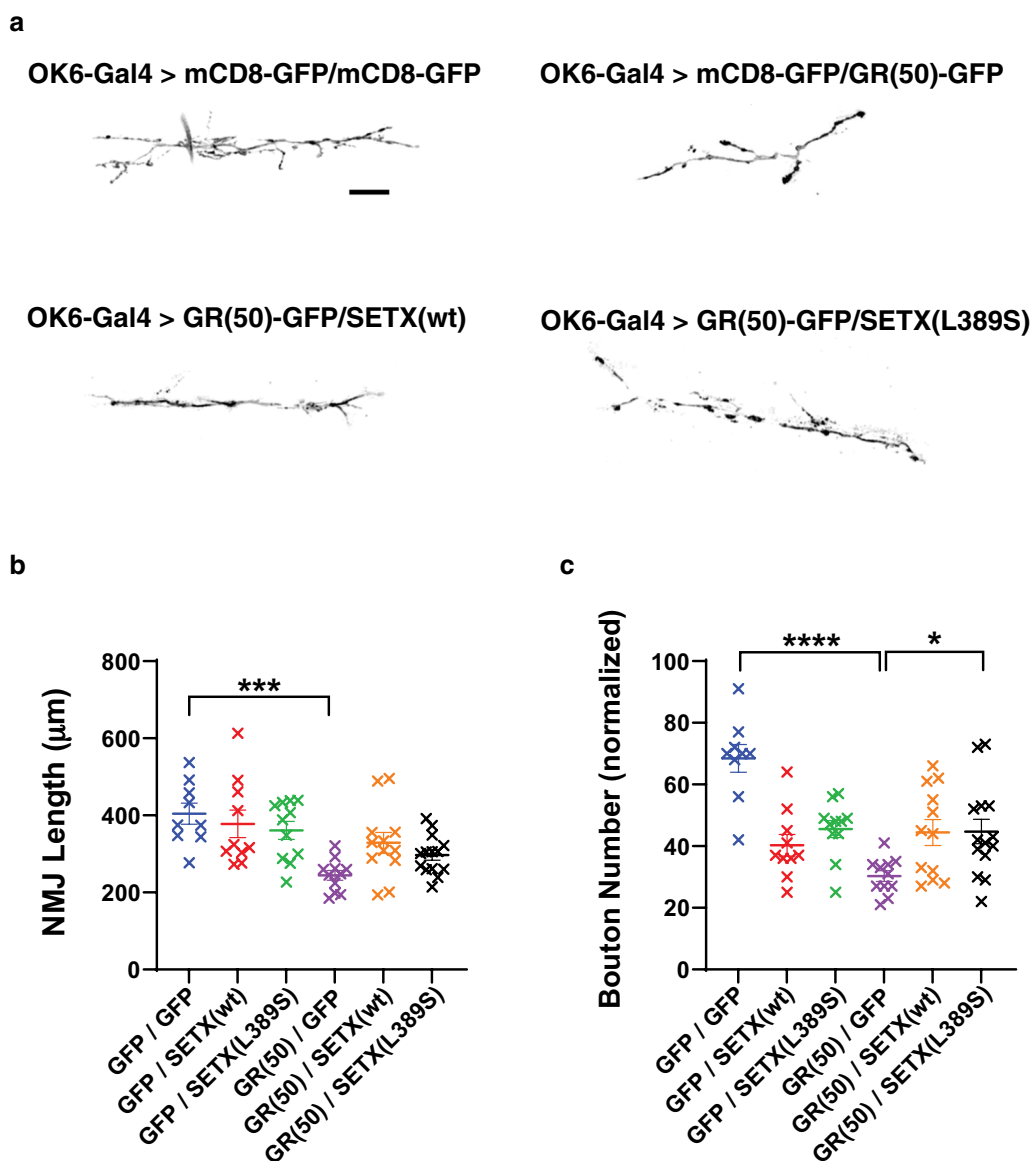 a
OK6-Gal4 > mCD8-GFP/mCD8-GFP
OK6-Gal4 > mCD8-GFP/GR(50)-GFP
OK6-Gal4 > GR(50)-GFP/SETX(wt)
OK6-Gal4 > GR(50)-GFP/SETX(L389S)
b
NMJ Length (μm)
800
600
400
200
0
***
GFP / GFP
GFP / SETX(wt)
GFP / SETX(L389S)
GR(50) / GFP
GR(50) / SETX(wt)
GR(50) / SETX(L389S)
c
Bouton Number (normalized)
100
80
60
40
20
0
****
*
GFP / GFP
GFP / SETX(wt)
GFP / SETX(L389S)
GR(50) / GFP
GR(50) / SETX(wt)
GR(50) / SETX(L389S)